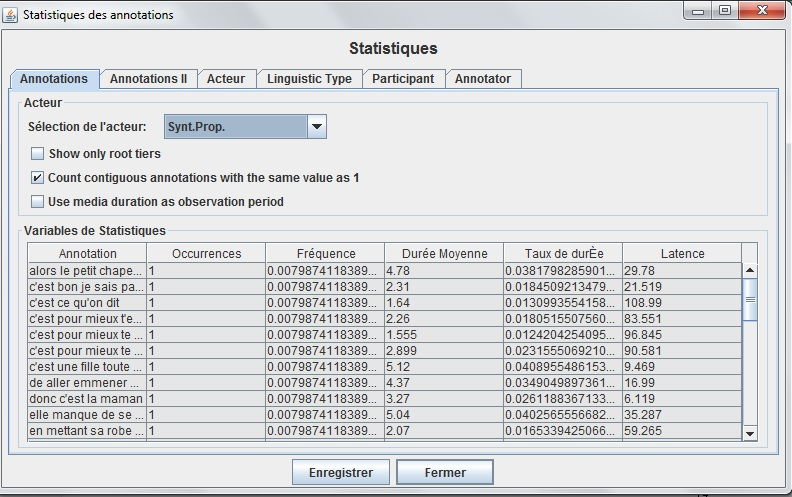 Statistiques des annotations
Statistiques
Annotations Annotations II Acteur Linguistic Type Participant Annotator
Acteur
Sélection de l'acteur: Synt.Prop.
Show only root tiers
Count contiguous annotations with the same value as 1
Use media duration as observation period
Variables de Statistiques
Annotation Occurrences Fréquence Durée Moyenne Taux de durÈe Latence
alors le petit chape... 1 0.0079874118389... 4.78 0.0381798285901... 29.78
c'est bon je sais pa... 1 0.0079874118389... 2.31 0.0184509213479... 21.519
c'est ce qu'on dit 1 0.0079874118389... 1.64 0.0130993554158... 108.99
c'est pour mieux t'e... 1 0.0079874118389... 2.26 0.0180515507560... 83.551
c'est pour mieux te ... 1 0.0079874118389... 1.555 0.0124204254095... 96.845
c'est pour mieux te ... 1 0.0079874118389... 2.899 0.0231555069210... 90.581
c'est une fille toute ... 1 0.0079874118389... 5.12 0.0408955486153... 9.469
de aller emmener ... 1 0.0079874118389... 4.37 0.0349049897361... 16.99
donc c'est la maman 1 0.0079874118389... 3.27 0.0261188367133... 6.119
elle manque de se ... 1 0.0079874118389... 5.04 0.0402565556682... 35.287
en mettant sa robe ... 1 0.0079874118389... 2.07 0.0165339425066... 59.265
Enregistrer Fermer